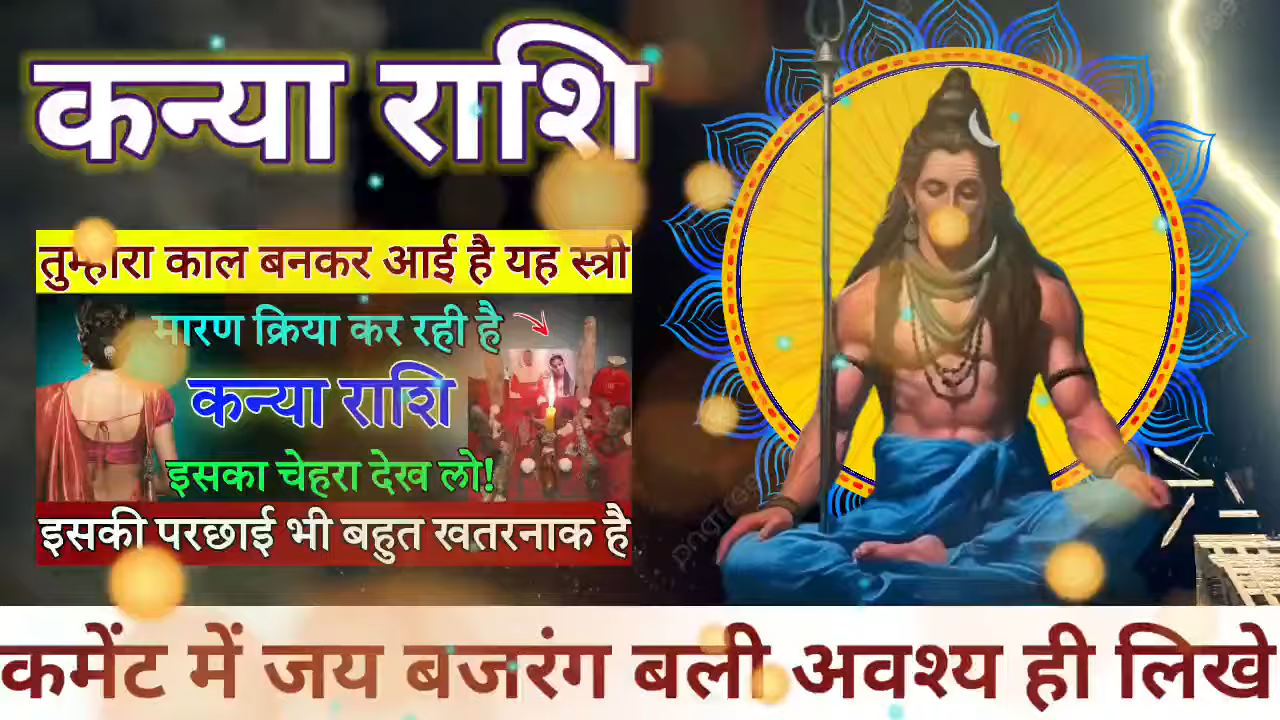 कन्या राशि
तुम्हारा काल बनकर आई है यह स्त्री
मारण क्रिया कर रही है
कन्या राशि
इसका चेहरा देख लो!
इसकी परछाई भी बहुत खतरनाक है
कमेंट में जय बजरंग बली अवश्य ही लिखे